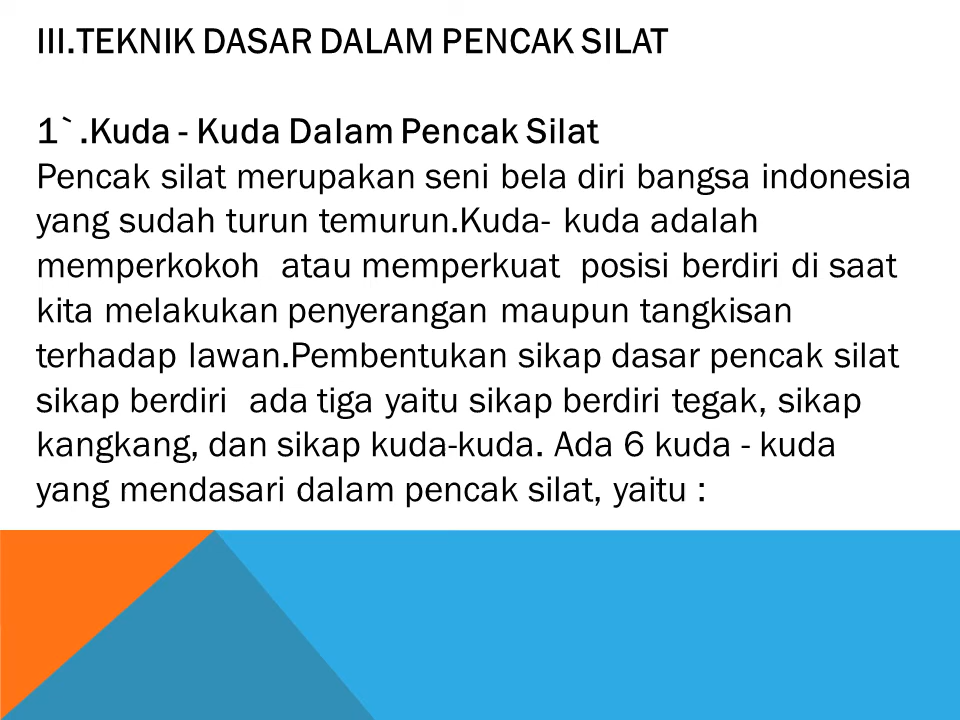 III.TEKNIK DASAR DALAM PENCAK SILAT
1`.Kuda - Kuda Dalam Pencak Silat
Pencak silat merupakan seni bela diri bangsa indonesia
yang sudah turun temurun.Kuda- kuda adalah
memperkokoh  atau memperkuat  posisi berdiri di saat
kita melakukan penyerangan maupun tangkisan
terhadap lawan.Pembentukan sikap dasar pencak silat
sikap berdiri  ada tiga yaitu sikap berdiri tegak, sikap
kangkang, dan sikap kuda-kuda. Ada 6 kuda - kuda
yang mendasari dalam pencak silat, yaitu :